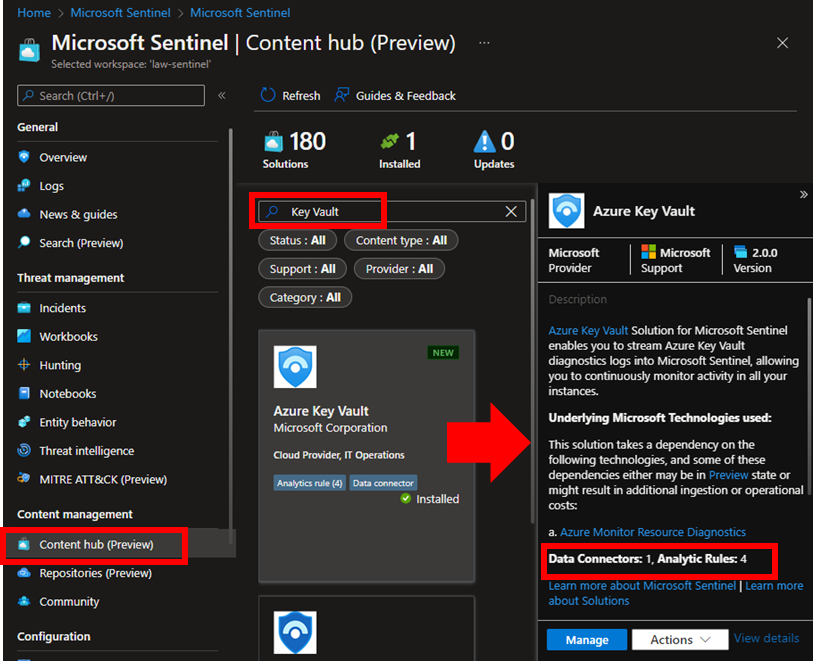 Home > Microsoft Sentinel > Microsoft Sentinel
Microsoft Sentinel | Content hub (Preview) ...
Selected workspace: 'law-sentinel'
Search (Ctrl+/)
«
General
Overview
Logs
News & guides
Search (Preview)
Threat management
Incidents
Workbooks
Hunting
Notebooks
Entity behavior
Threat intelligence
MITRE ATT&CK (Preview)
Content management
Content hub (Preview)
Repositories (Preview)
Community
Configuration
Refresh
Guides & Feedback
180
Solutions
1
Installed
0
Updates
Key Vault
Status : All
Content type : All
Support : All
Provider : All
Category : All
NEW
Azure Key Vault
Microsoft Corporation
Cloud Provider, IT Operations
Analytics rule (4)
Data connector
Installed
»
Azure Key Vault
Microsoft
Provider
Microsoft
Support
2.0.0
Version
Description
Azure Key Vault Solution for Microsoft Sentinel
enables you to stream Azure Key Vault
diagnostics logs into Microsoft Sentinel, allowing
you to continuously monitor activity in all your
instances.
Underlying Microsoft Technologies used:
This solution takes a dependency on the
following technologies, and some of these
dependencies either may be in Preview state or
might result in additional ingestion or operational
costs:
a. Azure Monitor Resource Diagnostics
Data Connectors: 1, Analytic Rules: 4
Learn more about Microsoft Sentinel | Learn more
about Solutions
Manage
Actions
View details